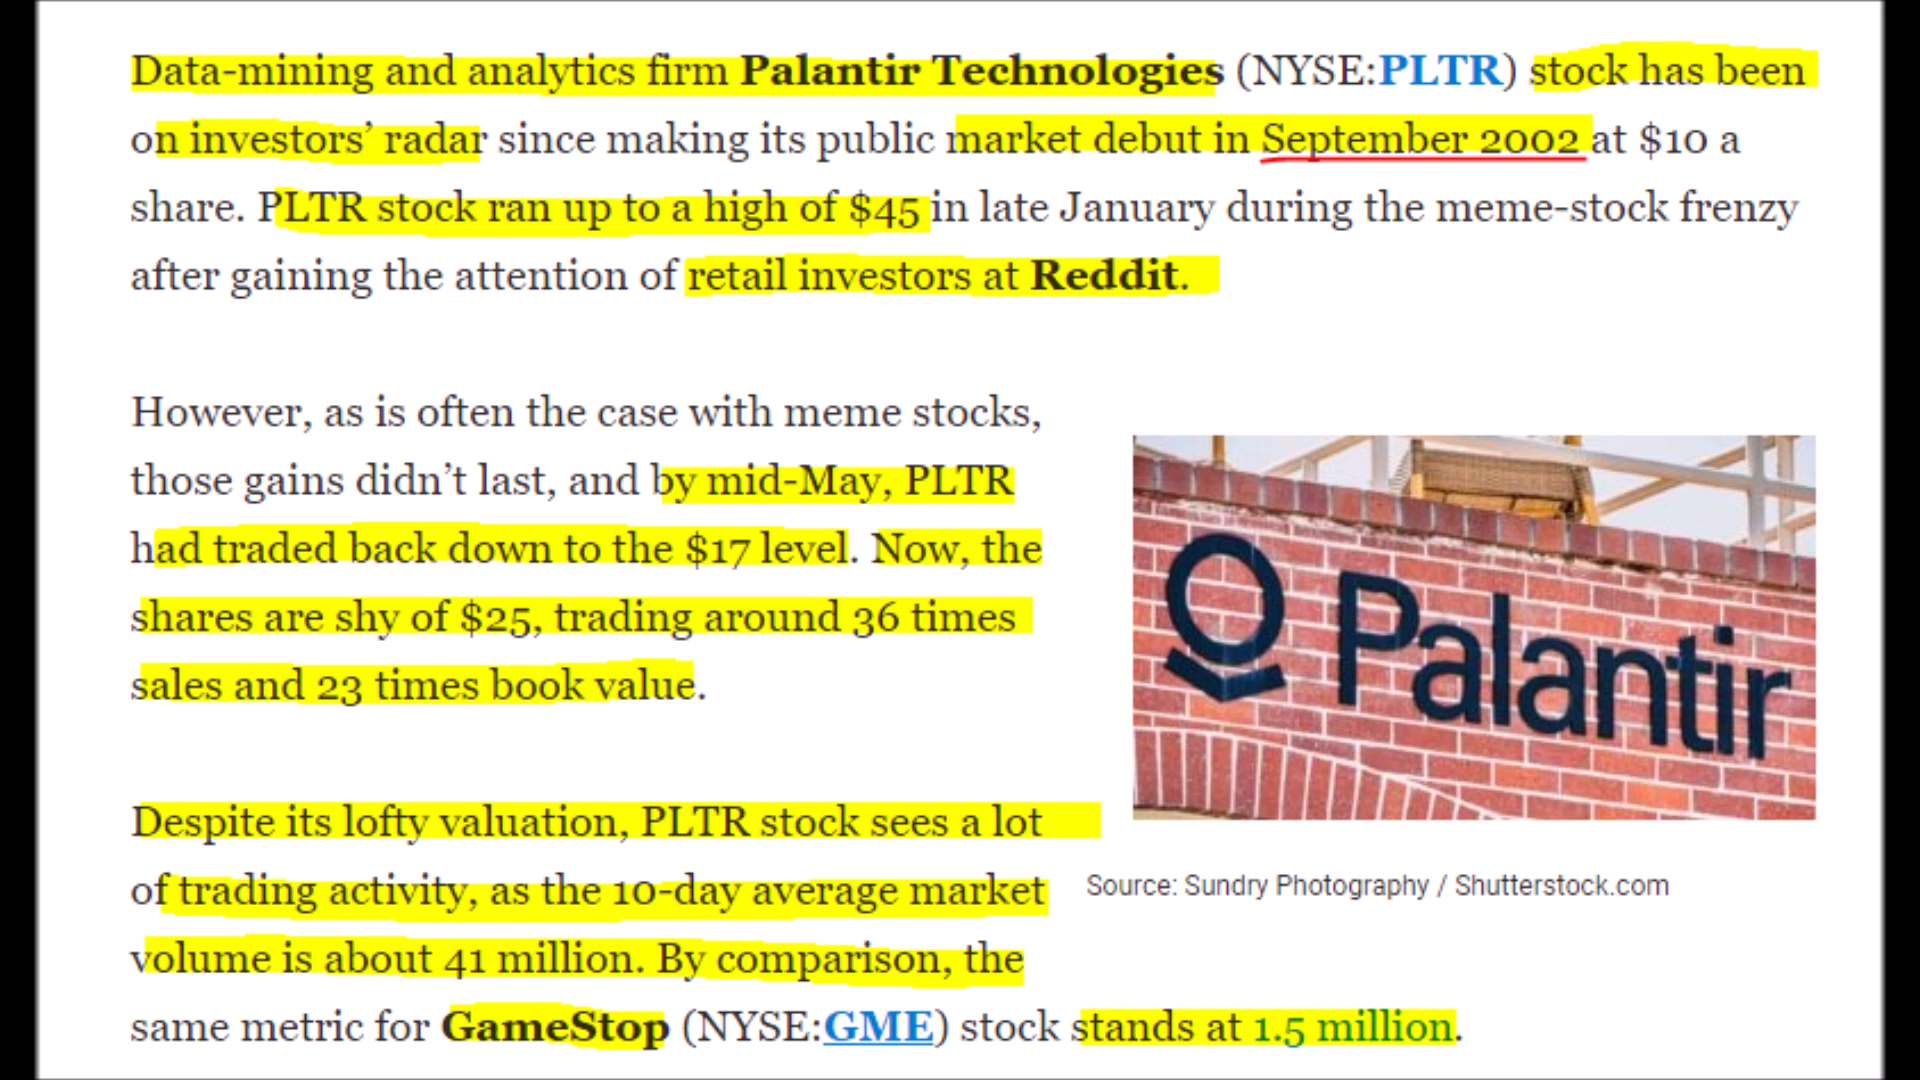 Data-mining and analytics firm Palantir Technologies (NYSE:PLTR) stock has been
on investors’ radar since making its public market debut in September 2002 at $10 a
share. PLTR stock ran up to a high of $45 in late January during the meme-stock frenzy
after gaining the attention of retail investors at Reddit.
However, as is often the case with meme stocks,
those gains didn’t last, and by mid-May, PLTR
had traded back down to the $17 level. Now, the
shares are shy of $25, trading around 36 times
sales and 23 times book value.
Palantir
Source: Sundry Photography / Shutterstock.com
Despite its lofty valuation, PLTR stock sees a lot
of trading activity, as the 10-day average market
volume is about 41 million. By comparison, the
same metric for GameStop (NYSE:GME) stock stands at 1.5 million.